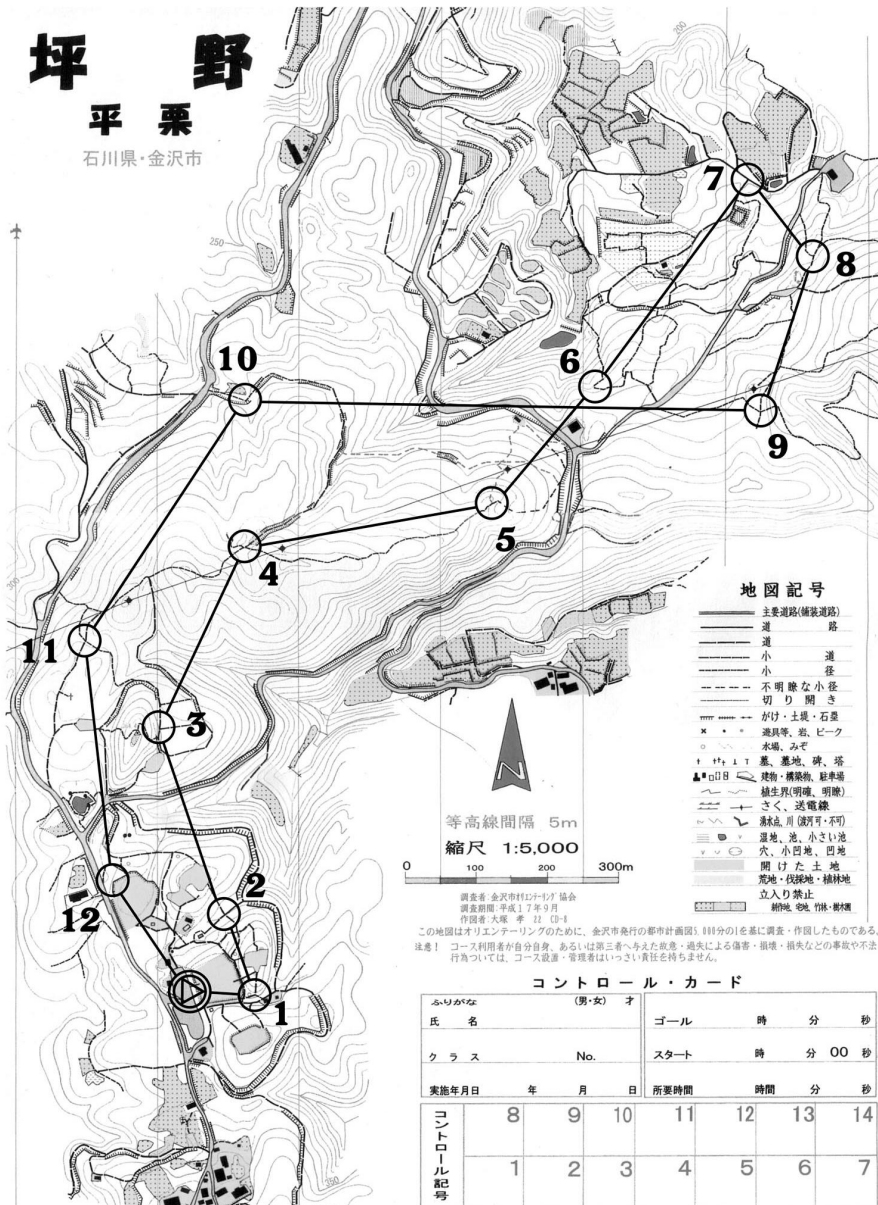 坪野
平栗
石川県・金沢市
200
250
300
350
7
8
10
6
9
5
4
11
3
2
12
1
N
等高線間隔 5m
縮尺 1:5,000
0 100 200 300m
調査者:金沢市オリエンテーリング協会
調査期間:平成17年9月
地図記号
主要道路(舗装道路)
道路
道
小道
小径
不明瞭な小径
切り開き
がけ・土堤・石塁
遊具等、岩、ピーク
水場、みぞ
墓、墓地、碑、塔
建物・構築物、駐車場
植生界(明確、明瞭)
さく、送電線
湧水点、川(渡河可・不可)
湿地、池、小さい池
穴、小凹地、凹地
開けた土地
荒地・伐採地・植林地
立入り禁止
耕作地、宅地、竹林・樹木園
この地図はオリエンテーリングのために、金沢市発行の都市計画図5,000分の1を基に調査・作図したものである。
注意! コース利用者が自分自身、あるいは第三者へ与えた故意・過失による傷害・損壊・損失などの事故や不法
行為ついては、コース設置・管理者はいっさい責任を持ちません。
コントロール・カード
ふりがな (男・女) 才
氏名
クラス No.
実施年月日 年 月 日
ゴール 時 分 秒
スタート 時 分 00 秒
所要時間 時間 分 秒
コントロール記号
8 9 10 11 12 13 14
1 2 3 4 5 6 7